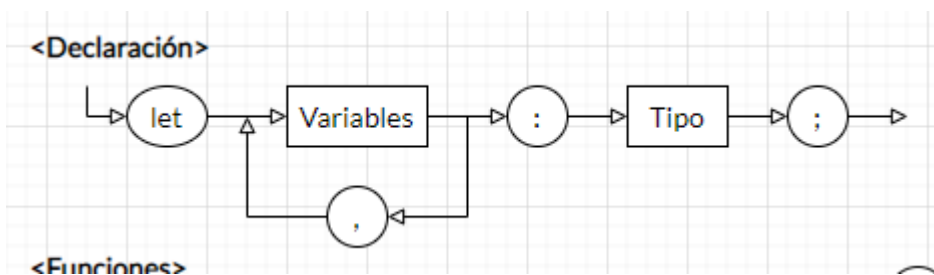 <Declaración>
let Variables : Tipo ;
,
<Funciones>